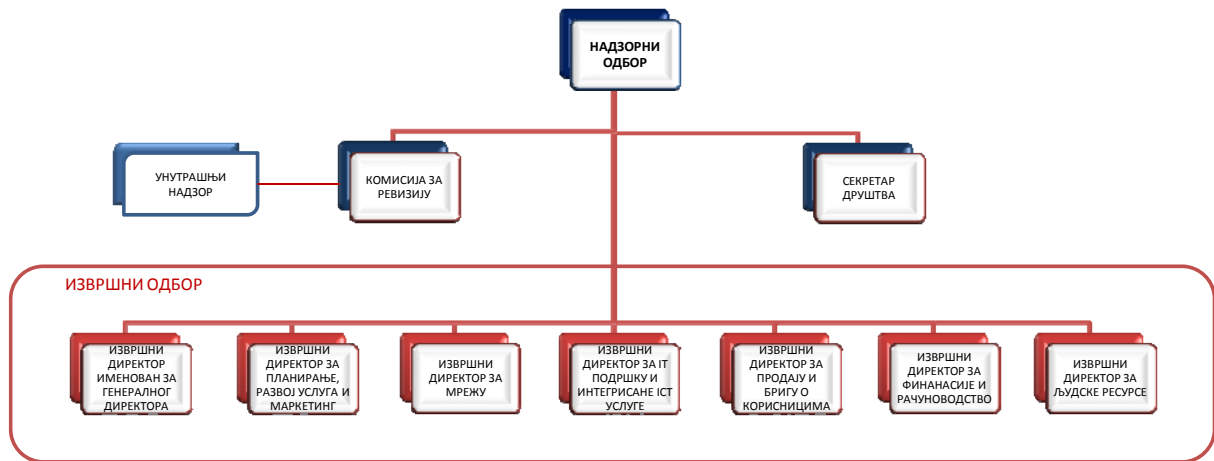 НАДЗОРНИ
ОДБОР
УНУТРАШЊИ
НАДЗОР
КОМИСИЈА ЗА
РЕВИЗИЈУ
СЕКРЕТАР
ДРУШТВА
ИЗВРШНИ ОДБОР
ИЗВРШНИ
ДИРЕКТОР
ИМЕНОВАН ЗА
ГЕНЕРАЛНОГ
ДИРЕКТОРА
ИЗВРШНИ
ДИРЕКТОР ЗА
ПЛАНИРАЊЕ,
РАЗВОЈ УСЛУГА И
МАРКЕТИНГ
ИЗВРШНИ
ДИРЕКТОР ЗА
МРЕЖУ
ИЗВРШНИ
ДИРЕКТОР ЗА IT
ПОДРШКУ И
ИНТЕГРИСАНЕ ICT
УСЛУГЕ
ИЗВРШНИ
ДИРЕКТОР ЗА
ПРОДАЈУ И
БРИГУ О
КОРИСНИЦИМА
ИЗВРШНИ
ДИРЕКТОР ЗА
ФИНАНАСИЈЕ И
РАЧУНОВОДСТВО
ИЗВРШНИ
ДИРЕКТОР ЗА
ЉУДСКЕ РЕСУРСЕ